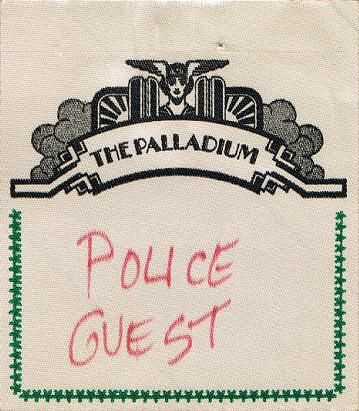 THE PALLADIUM
POLICE
GUEST